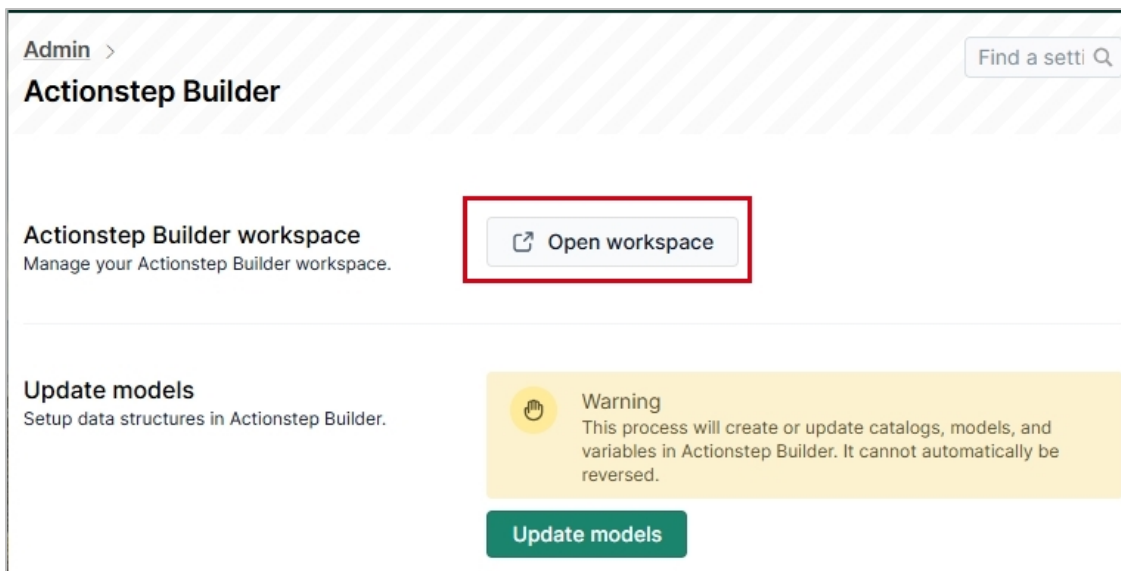 Admin >
Find a setti
Actionstep Builder
Actionstep Builder workspace
Manage your Actionstep Builder workspace.
Open workspace
Update models
Setup data structures in Actionstep Builder.
Warning
This process will create or update catalogs, models, and
variables in Actionstep Builder. It cannot automatically be
reversed.
Update models